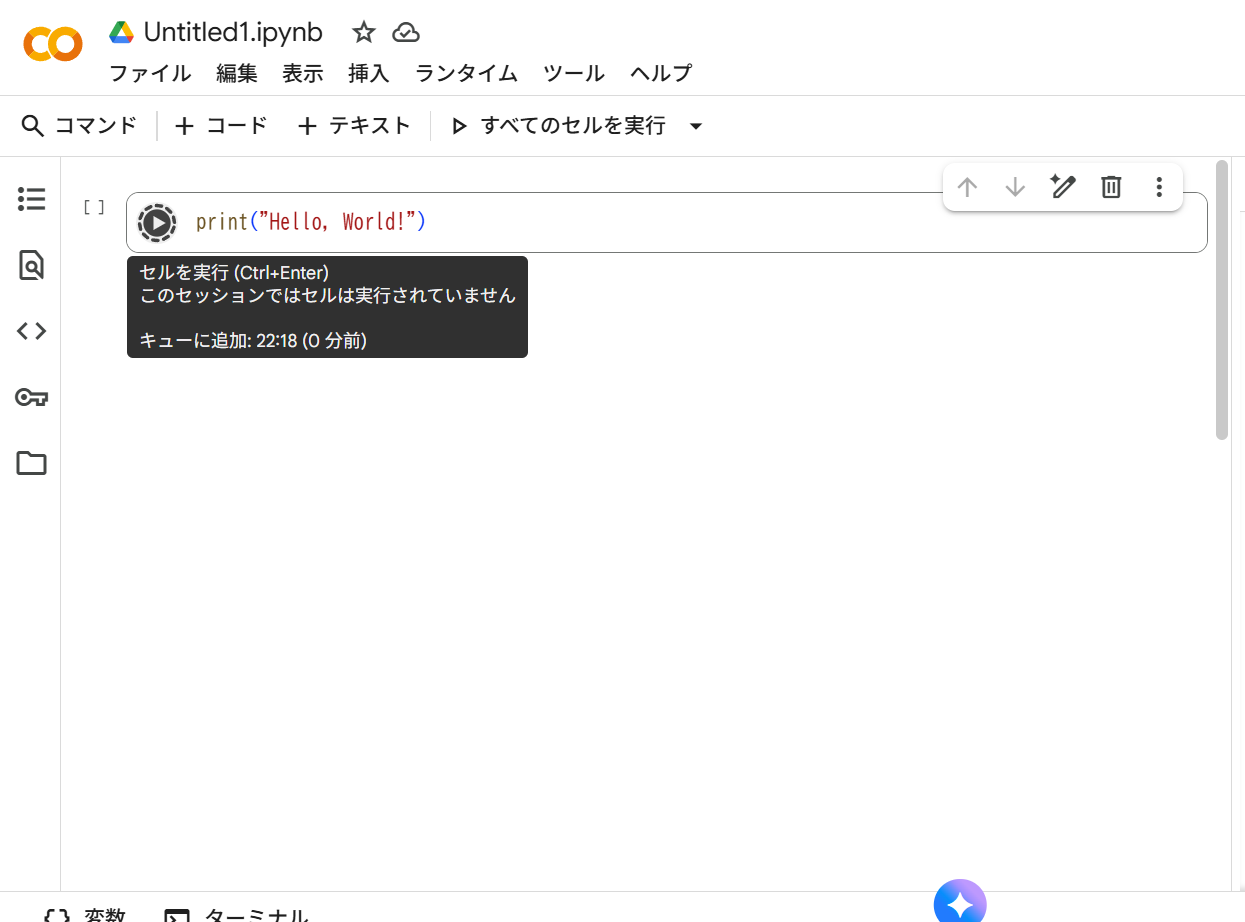 Untitled1.ipynb
ファイル 編集 表示 挿入 ランタイム ツール ヘルプ
コマンド + コード + テキスト すべてのセルを実行
[ ] print("Hello, World!")
セルを実行 (Ctrl+Enter)
このセッションではセルは実行されていません
キューに追加: 22:18 (0 分前)
変数 ターミナル